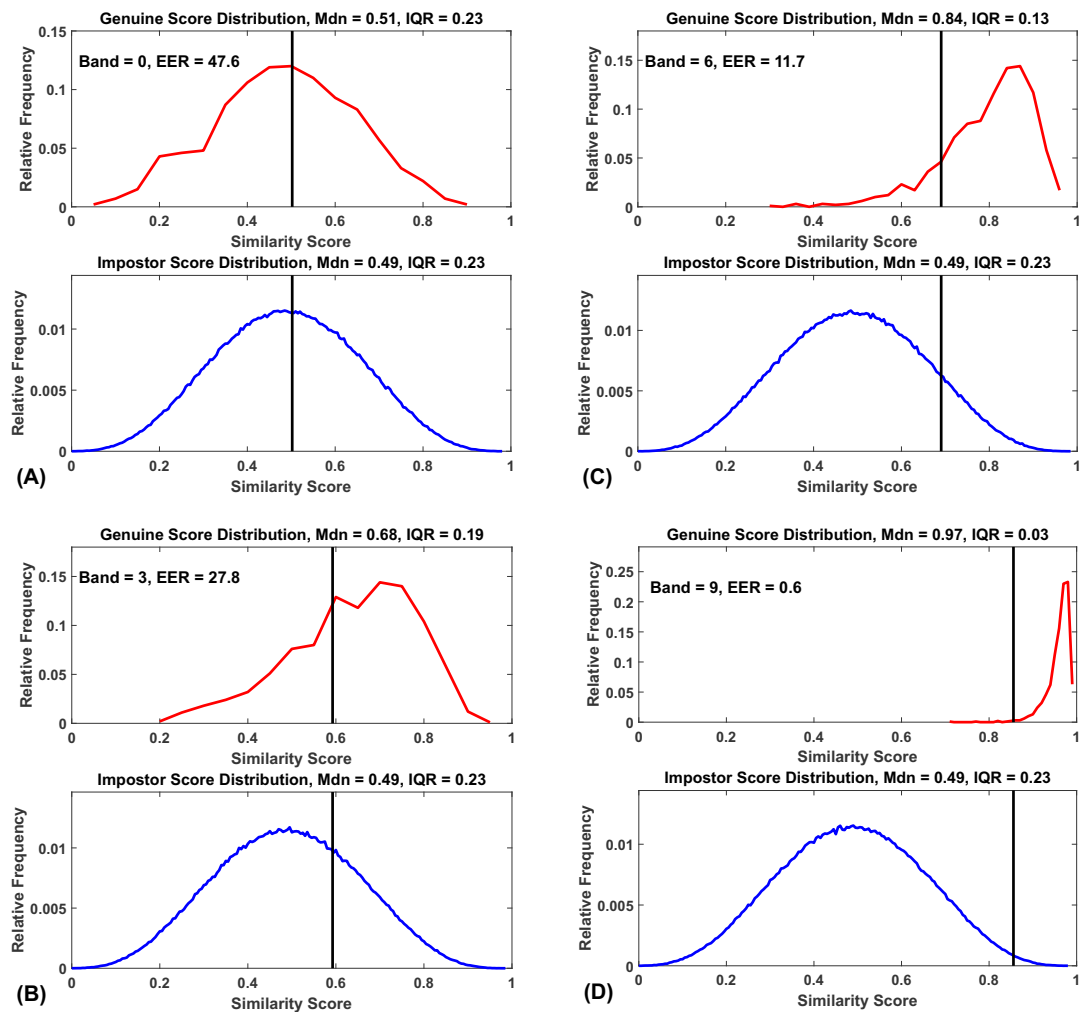 Genuine Score Distribution, Mdn = 0.51, IQR = 0.23
Band = 0, EER = 47.6
Relative Frequency
0.15
0.1
0.05
0
0 0.2 0.4 0.6 0.8 1
Similarity Score
Impostor Score Distribution, Mdn = 0.49, IQR = 0.23
Relative Frequency
0.01
0.005
0
0 0.2 0.4 0.6 0.8 1
Similarity Score
(A)
Genuine Score Distribution, Mdn = 0.84, IQR = 0.13
Band = 6, EER = 11.7
Relative Frequency
0.15
0.1
0.05
0
0 0.2 0.4 0.6 0.8 1
Similarity Score
Impostor Score Distribution, Mdn = 0.49, IQR = 0.23
Relative Frequency
0.01
0.005
0
0 0.2 0.4 0.6 0.8 1
Similarity Score
(C)
Genuine Score Distribution, Mdn = 0.68, IQR = 0.19
Band = 3, EER = 27.8
Relative Frequency
0.15
0.1
0.05
0
0 0.2 0.4 0.6 0.8 1
Similarity Score
Impostor Score Distribution, Mdn = 0.49, IQR = 0.23
Relative Frequency
0.01
0.005
0
0 0.2 0.4 0.6 0.8 1
Similarity Score
(B)
Genuine Score Distribution, Mdn = 0.97, IQR = 0.03
Band = 9, EER = 0.6
Relative Frequency
0.25
0.2
0.15
0.1
0.05
0
0 0.2 0.4 0.6 0.8 1
Similarity Score
Impostor Score Distribution, Mdn = 0.49, IQR = 0.23
Relative Frequency
0.01
0.005
0
0 0.2 0.4 0.6 0.8 1
Similarity Score
(D)